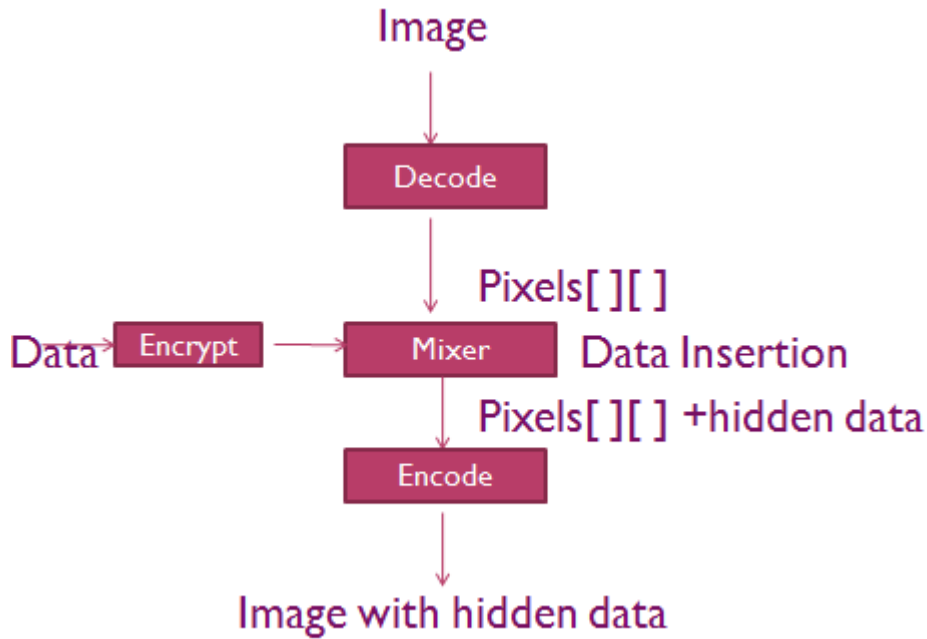 Image
Decode
Pixels[ ][ ]
Data Encrypt Mixer Data Insertion
Pixels[ ][ ] +hidden data
Encode
Image with hidden data